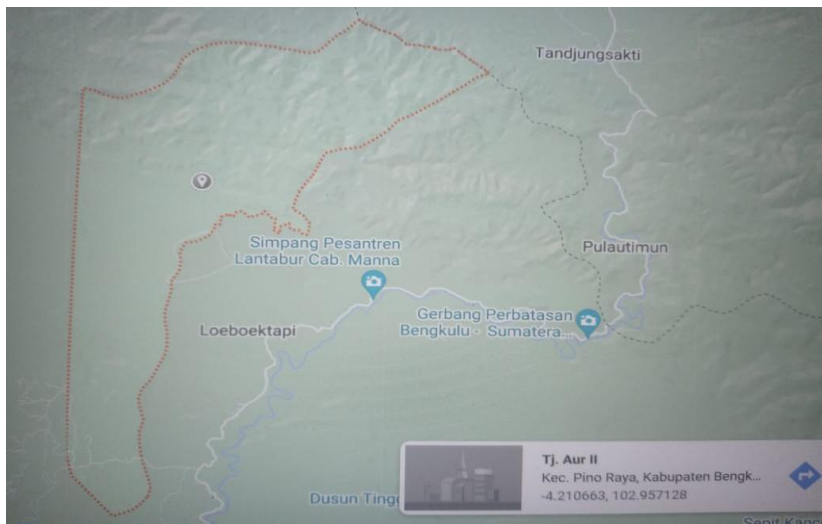 Tandjungsakti
Simpang Pesantren
Lantabur Cab. Manna
Pulautimun
Gerbang Perbatasan
Bengkulu - Sumatera...
Loeboektapi
Tj. Aur II
Kec. Pino Raya, Kabupaten Bengk...
-4.210663, 102.957128
Dusun Tingg